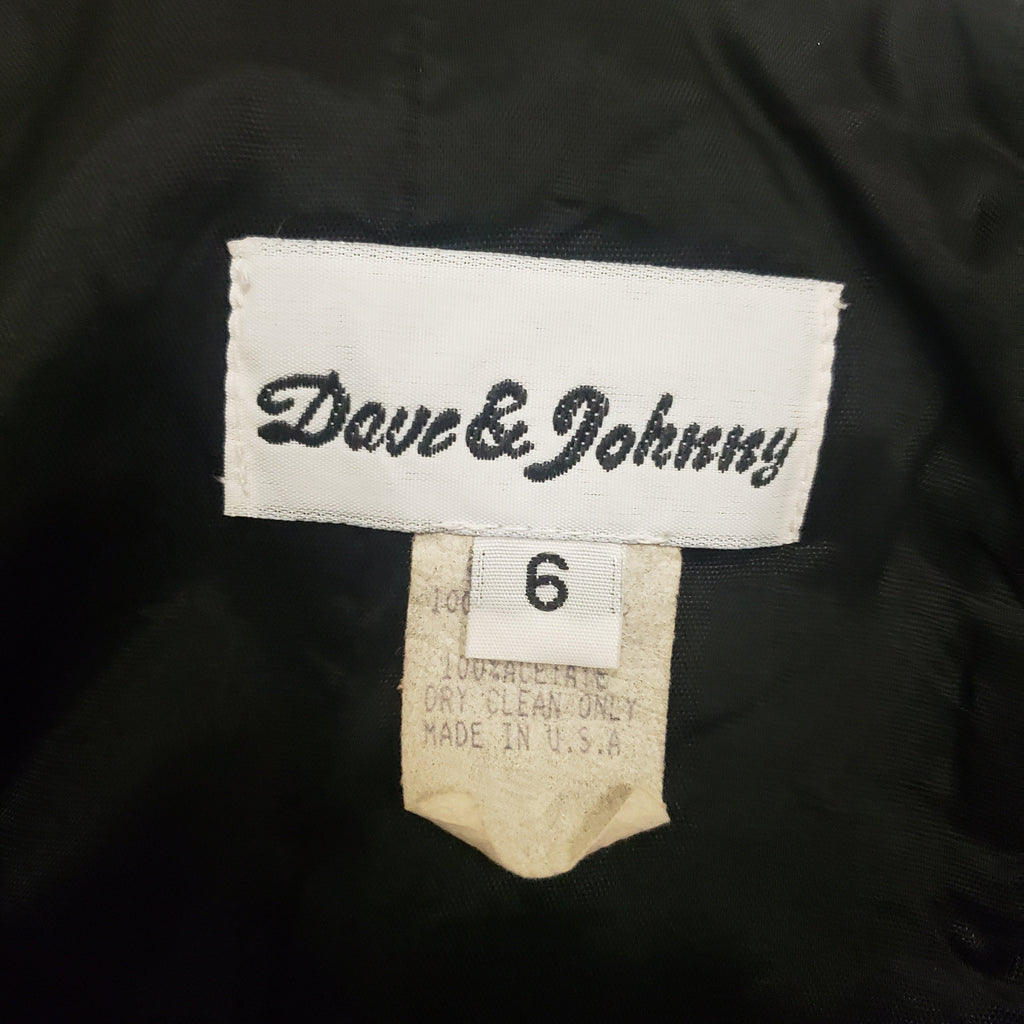 Dave & Johnny
6
100%ACETATE
DRY CLEAN ONLY
MADE IN U.S.A